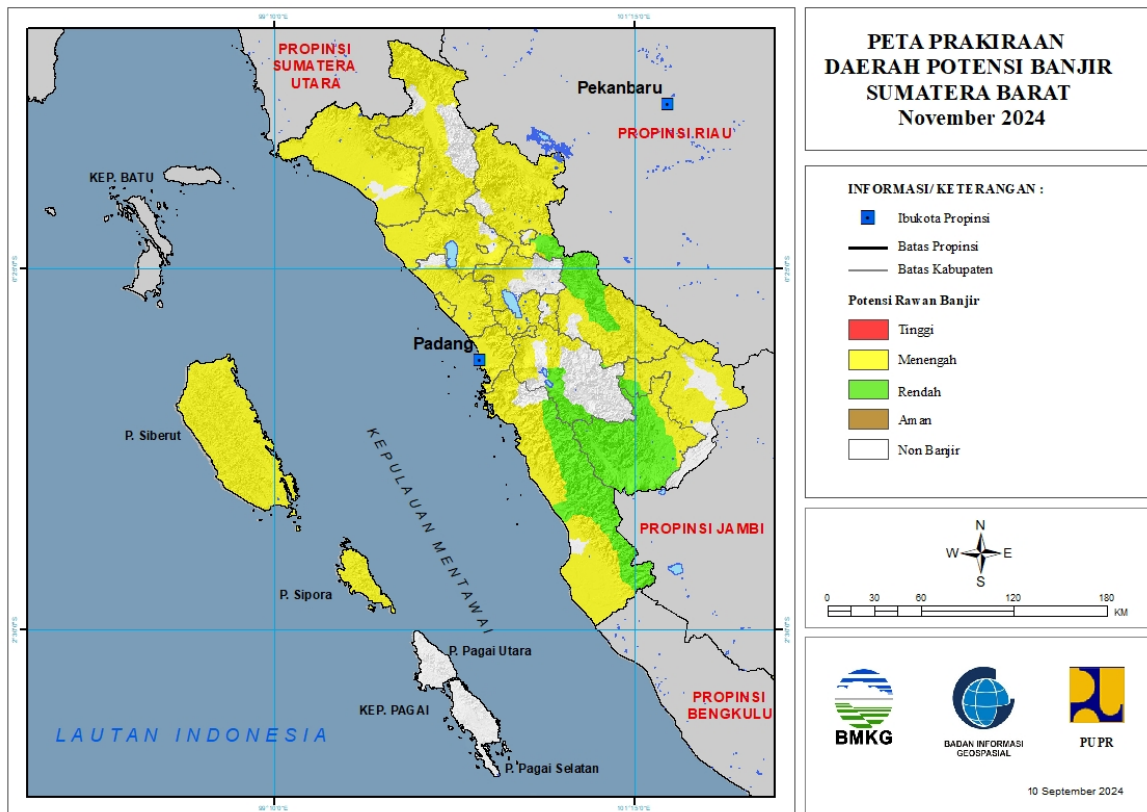 PETA PRAKIRAAN
DAERAH POTENSI BANJIR
SUMATERA BARAT
November 2024
INFORMASI/ KETERANGAN :
Ibukota Propinsi
Batas Propinsi
Batas Kabupaten
Potensi Rawan Banjir
Tinggi
Menengah
Rendah
Aman
Non Banjir
N
W E
S
0 30 60 120 180
KM
BMKG
BADAN INFORMASI
GEOSPASIAL
PUPR
10 September 2024
PROPINSI
SUMATERA
UTARA
Pekanbaru
PROPINSI RIAU
KEP. BATU
Padang
P. Siberut
KEPULAUAN MENTAWAI
PROPINSI JAMBI
P. Sipora
P. Pagai Utara
KEP. PAGAI
PROPINSI
BENGKULU
LAUTAN INDONESIA
P. Pagai Selatan